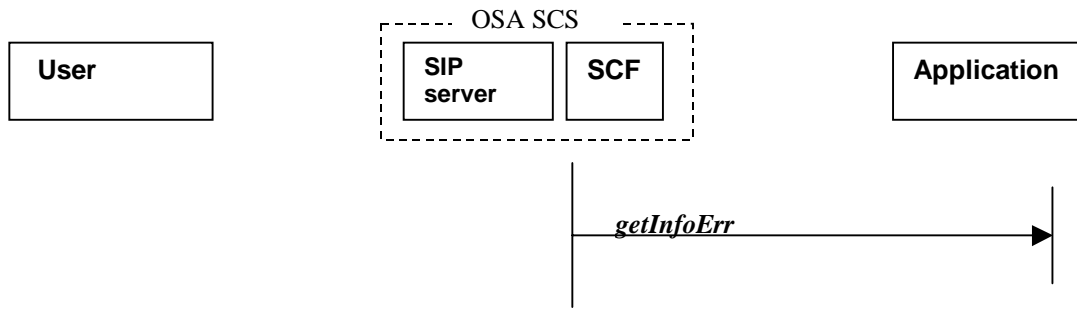 OSA SCS
User
SIP
server
SCF
Application
getInfoErr